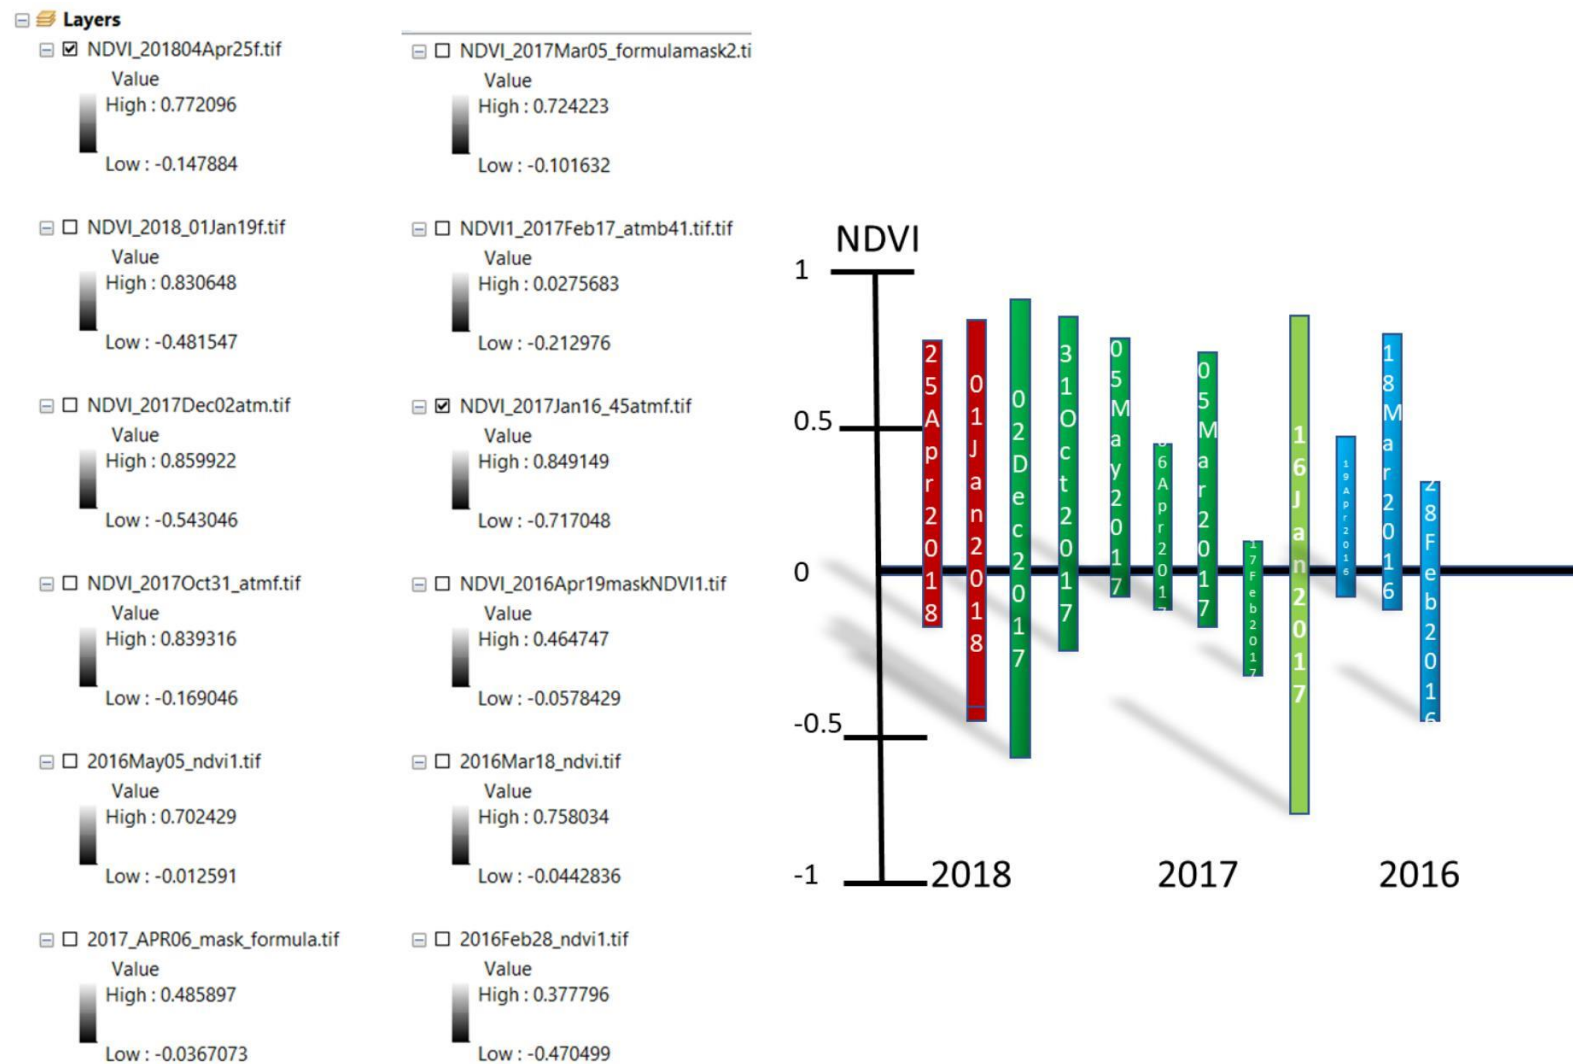 Layers
NDVI_201804Apr25f.tif
Value
High : 0.772096
Low : -0.147884
NDVI_2018_01Jan19f.tif
Value
High : 0.830648
Low : -0.481547
NDVI_2017Dec02atm.tif
Value
High : 0.859922
Low : -0.543046
NDVI_2017Oct31_atmf.tif
Value
High : 0.839316
Low : -0.169046
2016May05_ndvi1.tif
Value
High : 0.702429
Low : -0.012591
2017_APR06_mask_formula.tif
Value
High : 0.485897
Low : -0.0367073
NDVI_2017Mar05_formulamask2.ti
Value
High : 0.724223
Low : -0.101632
NDVI1_2017Feb17_atmb41.tif.tif
Value
High : 0.0275683
Low : -0.212976
NDVI_2017Jan16_45atmf.tif
Value
High : 0.849149
Low : -0.717048
NDVI_2016Apr19maskNDVI1.tif
Value
High : 0.464747
Low : -0.0578429
2016Mar18_ndvi.tif
Value
High : 0.758034
Low : -0.0442836
2016Feb28_ndvi1.tif
Value
High : 0.377796
Low : -0.470499
NDVI
1
0.5
0
-0.5
-1
25Apr2018
01Jan2018
02Dec2017
31Oct2017
05May2017
06Apr2017
05Mar2017
17Feb2017
16Jan2017
19Apr2016
18Mar2016
28Feb2016
2018
2017
2016